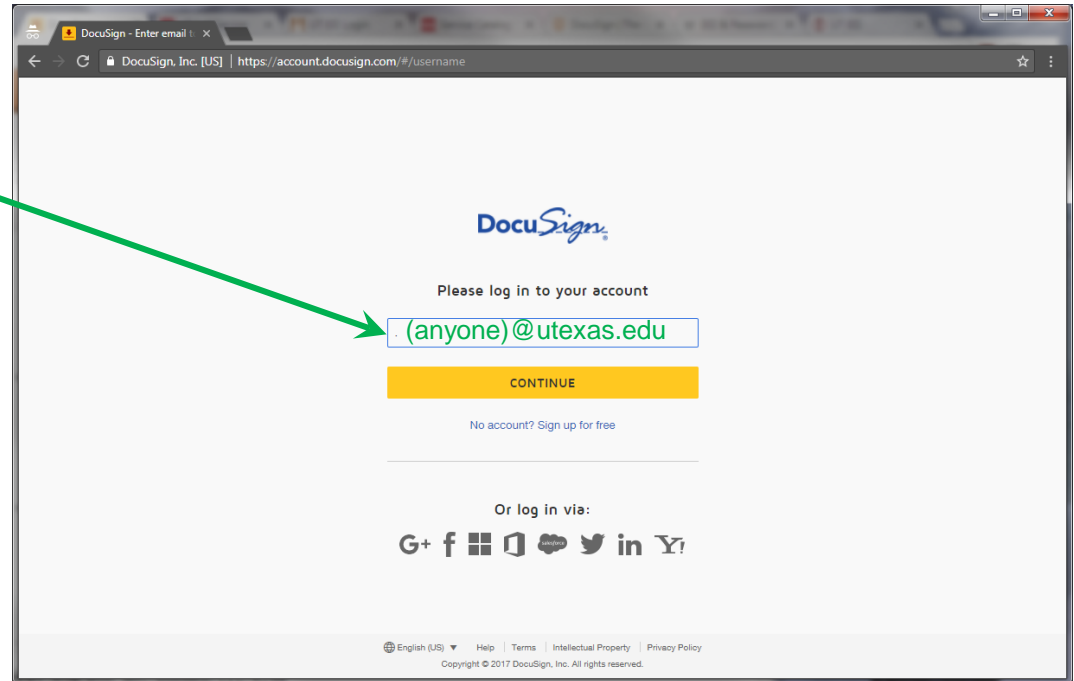 DocuSign - Enter email t
DocuSign, Inc. [US] | https://account.docusign.com/#/username
DocuSign
Please log in to your account
(anyone)@utexas.edu
CONTINUE
No account? Sign up for free
Or log in via:
G+ f salesforce in Y!
English (US) ▼ Help | Terms | Intellectual Property | Privacy Policy
Copyright © 2017 DocuSign, Inc. All rights reserved.